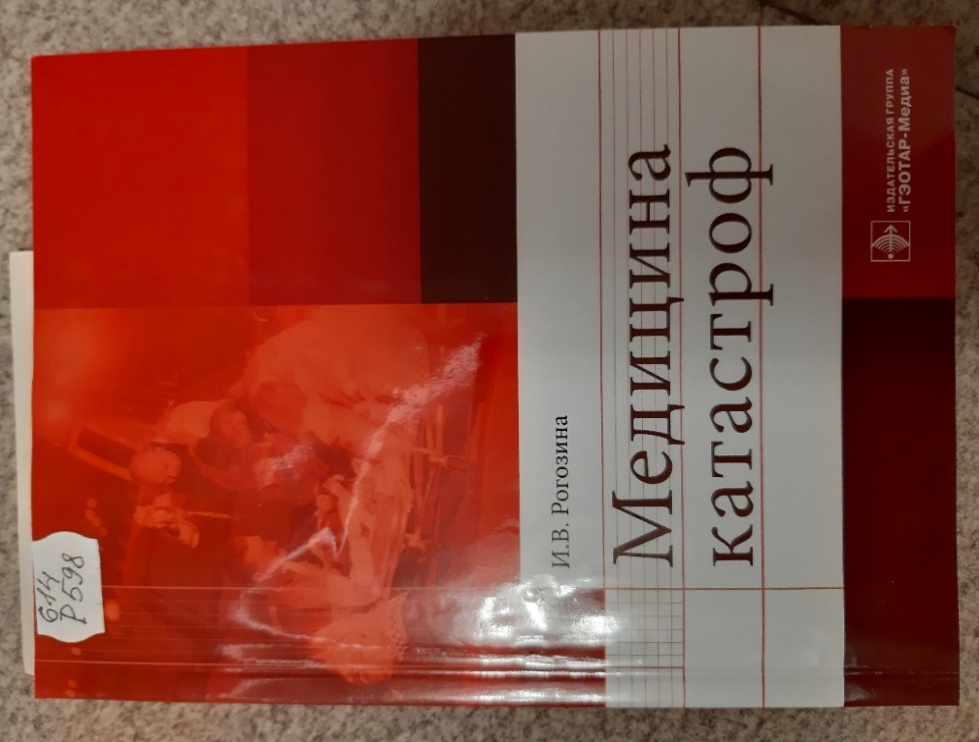 614
Р598
И.В. Рогозина
Медицина
катастроф
ИЗДАТЕЛЬСКАЯ ГРУППА
«ГЭОТАР-Медиа»